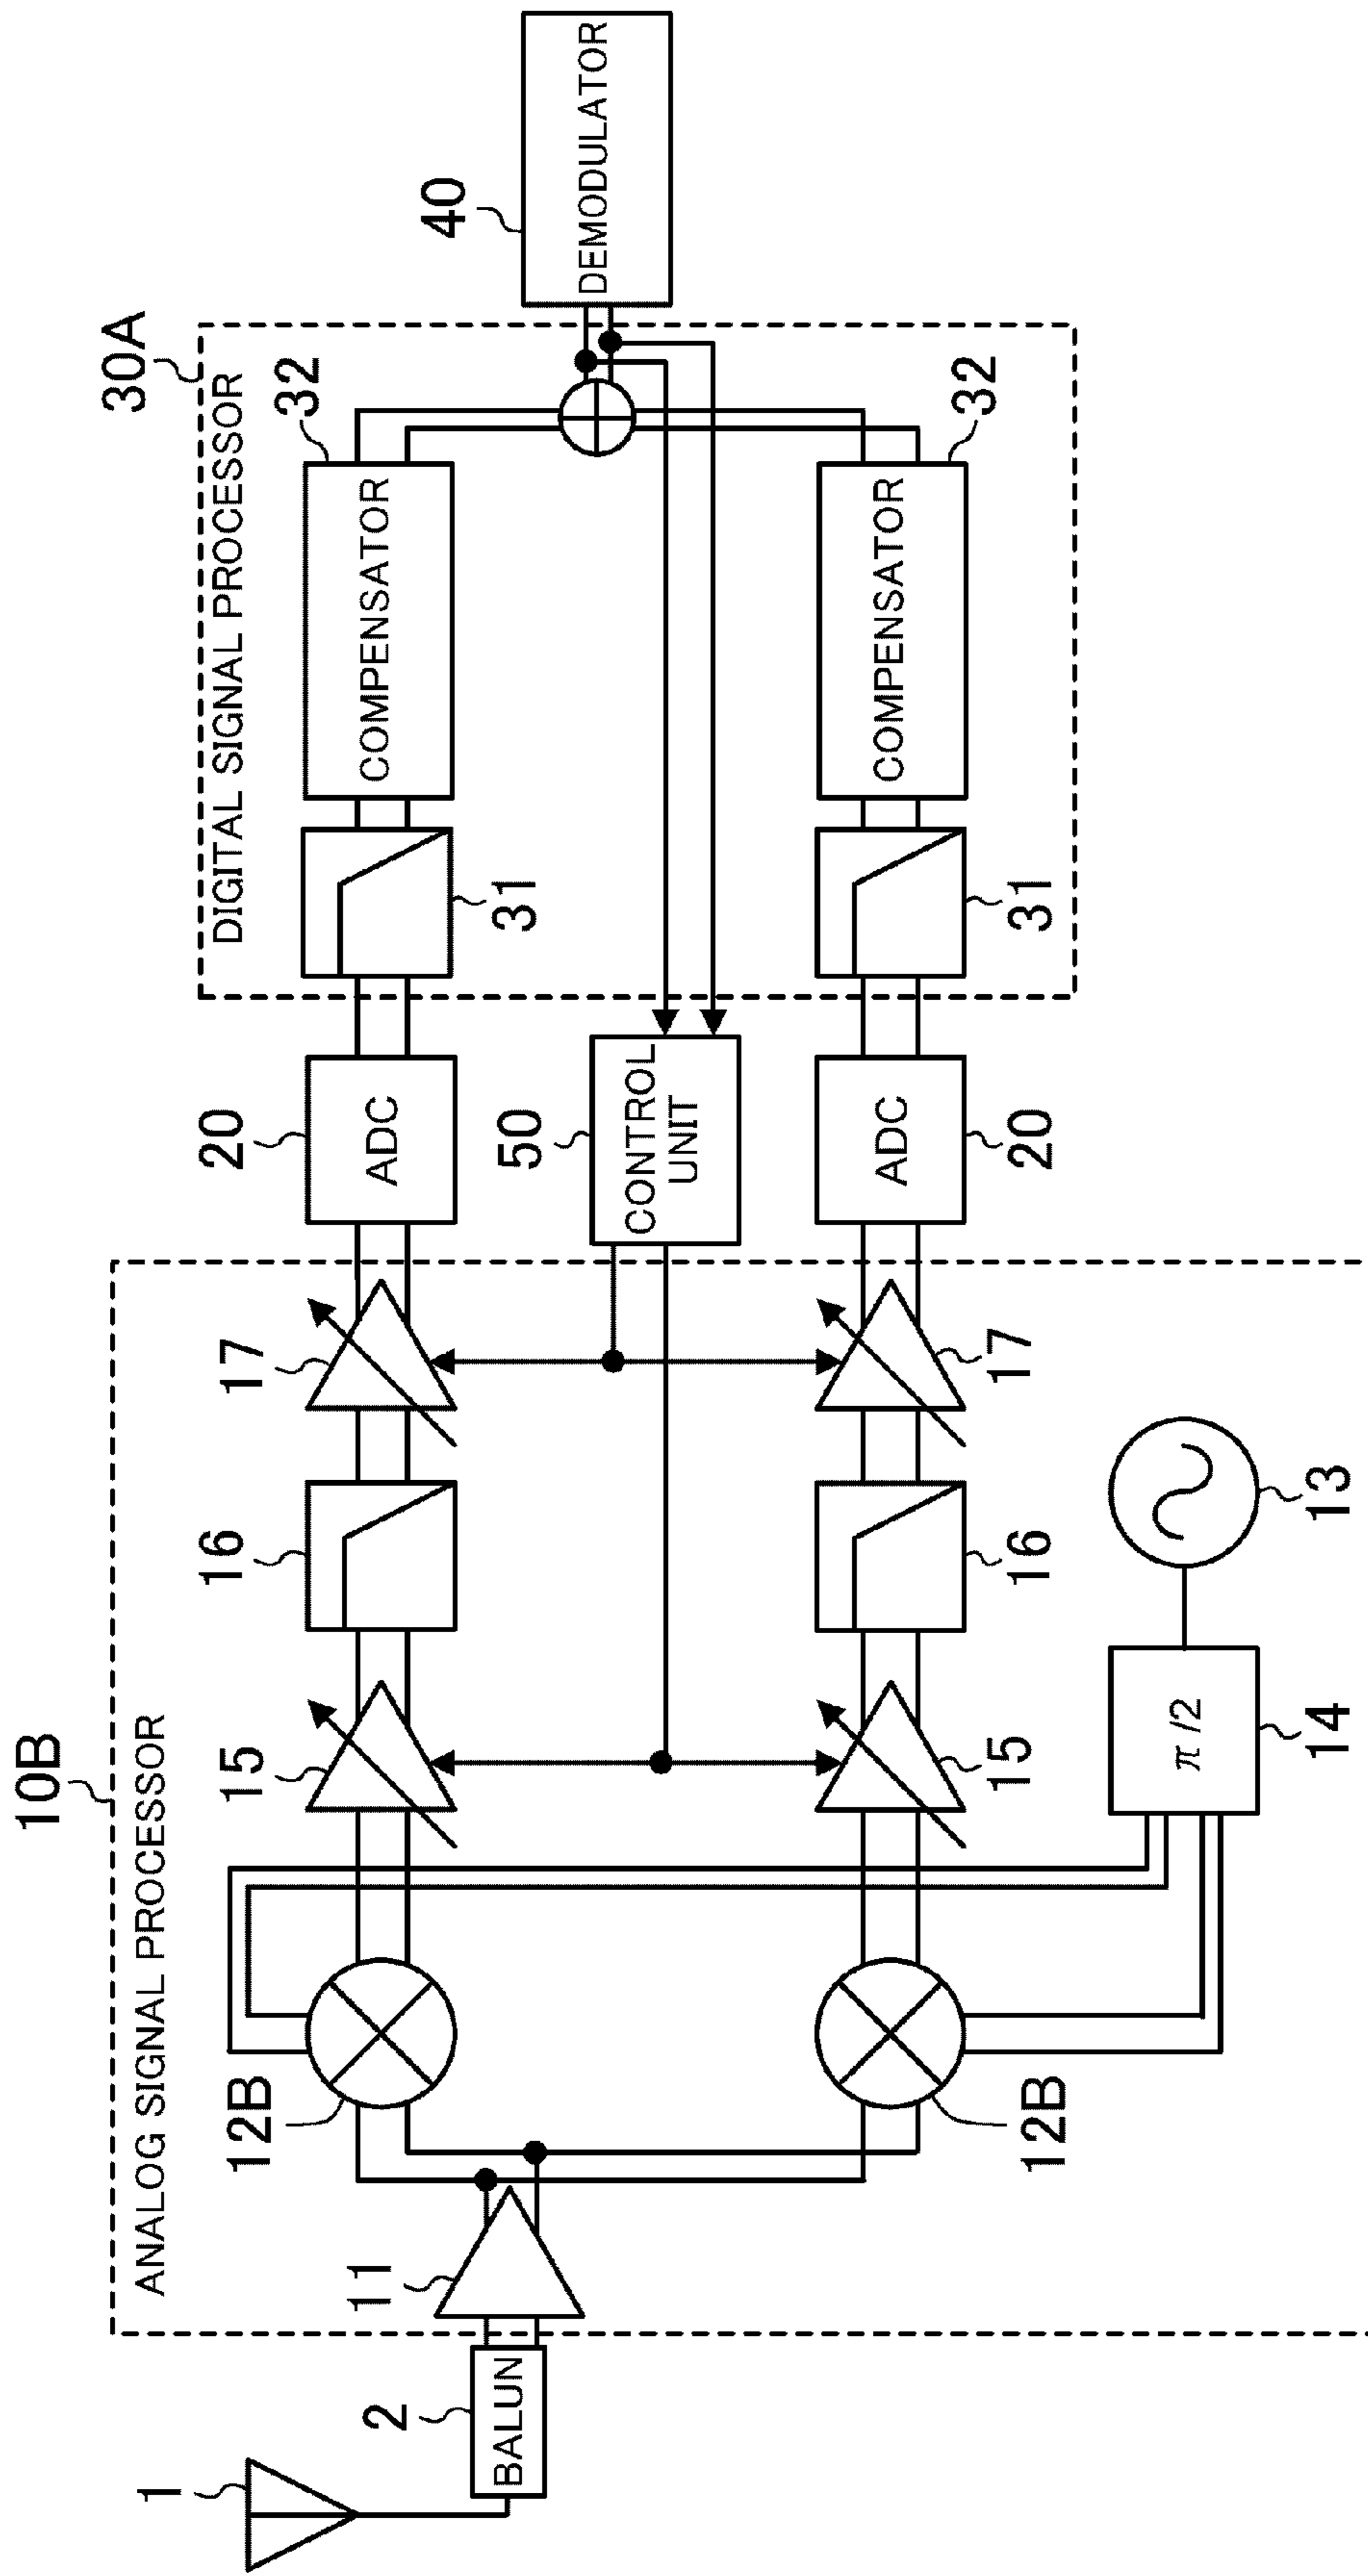 10B
ANALOG SIGNAL PROCESSOR
30A
DIGITAL SIGNAL PROCESSOR
1
2
BALUN
11
12B
15
16
17
20
ADC
31
32
COMPENSATOR
40
DEMODULATOR
50
CONTROL
UNIT
12B
15
16
17
20
ADC
31
32
COMPENSATOR
14
π/2
13